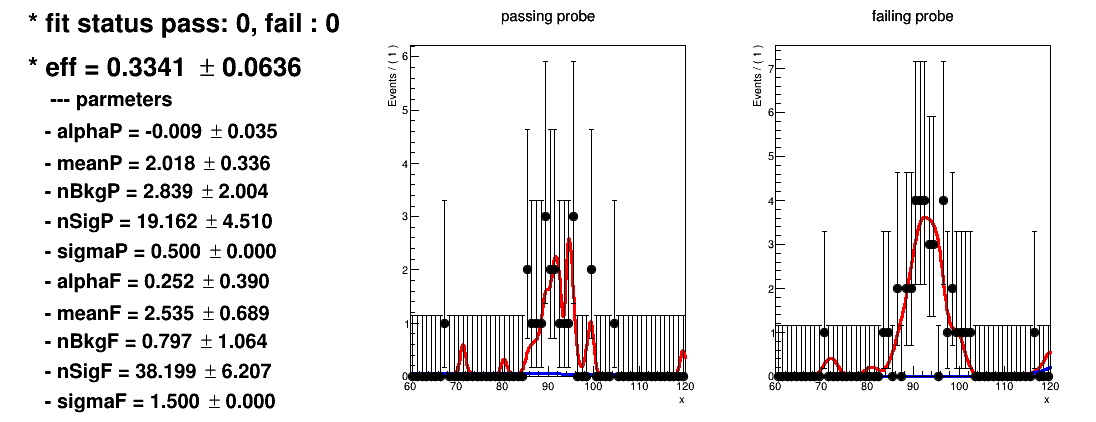 * fit status pass: 0, fail : 0
* eff = 0.3341 ± 0.0636
--- parmeters
- alphaP = -0.009 ± 0.035
- meanP = 2.018 ± 0.336
- nBkgP = 2.839 ± 2.004
- nSigP = 19.162 ± 4.510
- sigmaP = 0.500 ± 0.000
- alphaF = 0.252 ± 0.390
- meanF = 2.535 ± 0.689
- nBkgF = 0.797 ± 1.064
- nSigF = 38.199 ± 6.207
- sigmaF = 1.500 ± 0.000
passing probe
Events / ( 1 )
6
5
4
3
2
1
0
60 70 80 90 100 110 120
x
failing probe
Events / ( 1 )
7
6
5
4
3
2
1
0
60 70 80 90 100 110 120
x